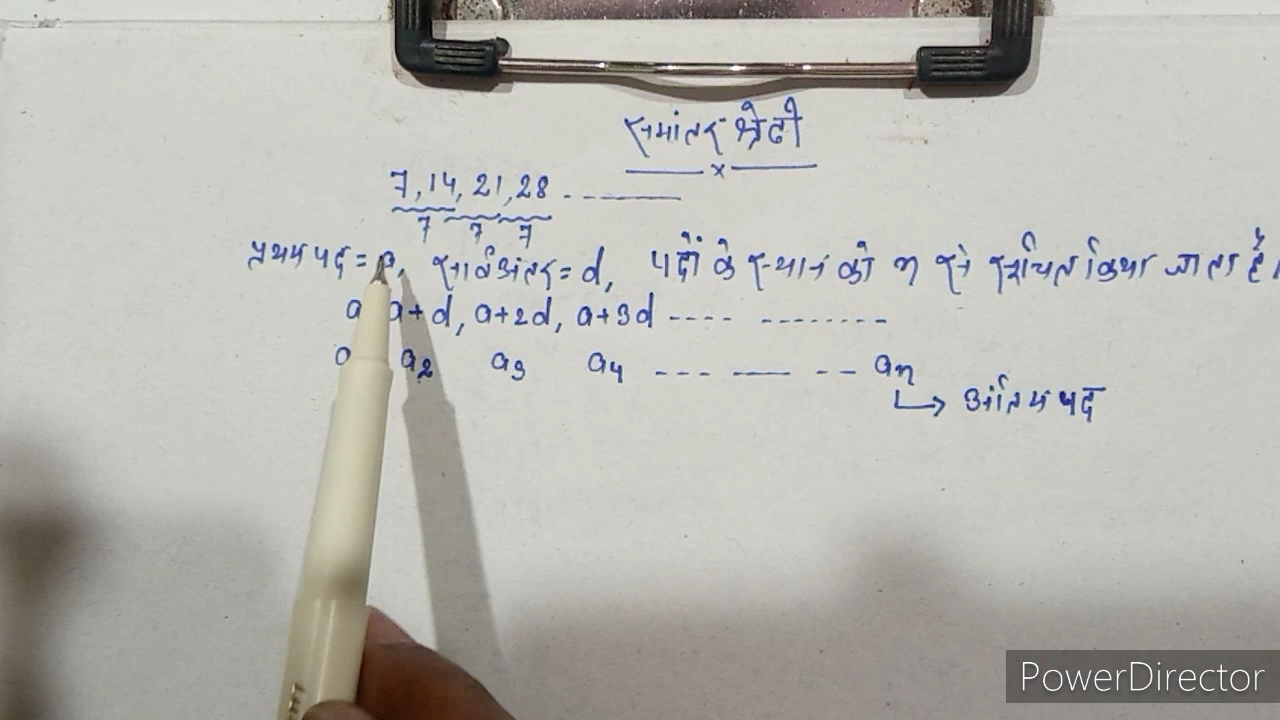 समांतर श्रेढी
x
7, 14, 21, 28 - ------
7 7 7
प्रथम पद = a, सार्वअंतर = d, पदों के स्थान को n से सूचित किया जाता है।
a a+d, a+2d, a+3d ---- --------
a a2 a3 a4 --- --- -- an
↳ अंतिम पद
PowerDirector